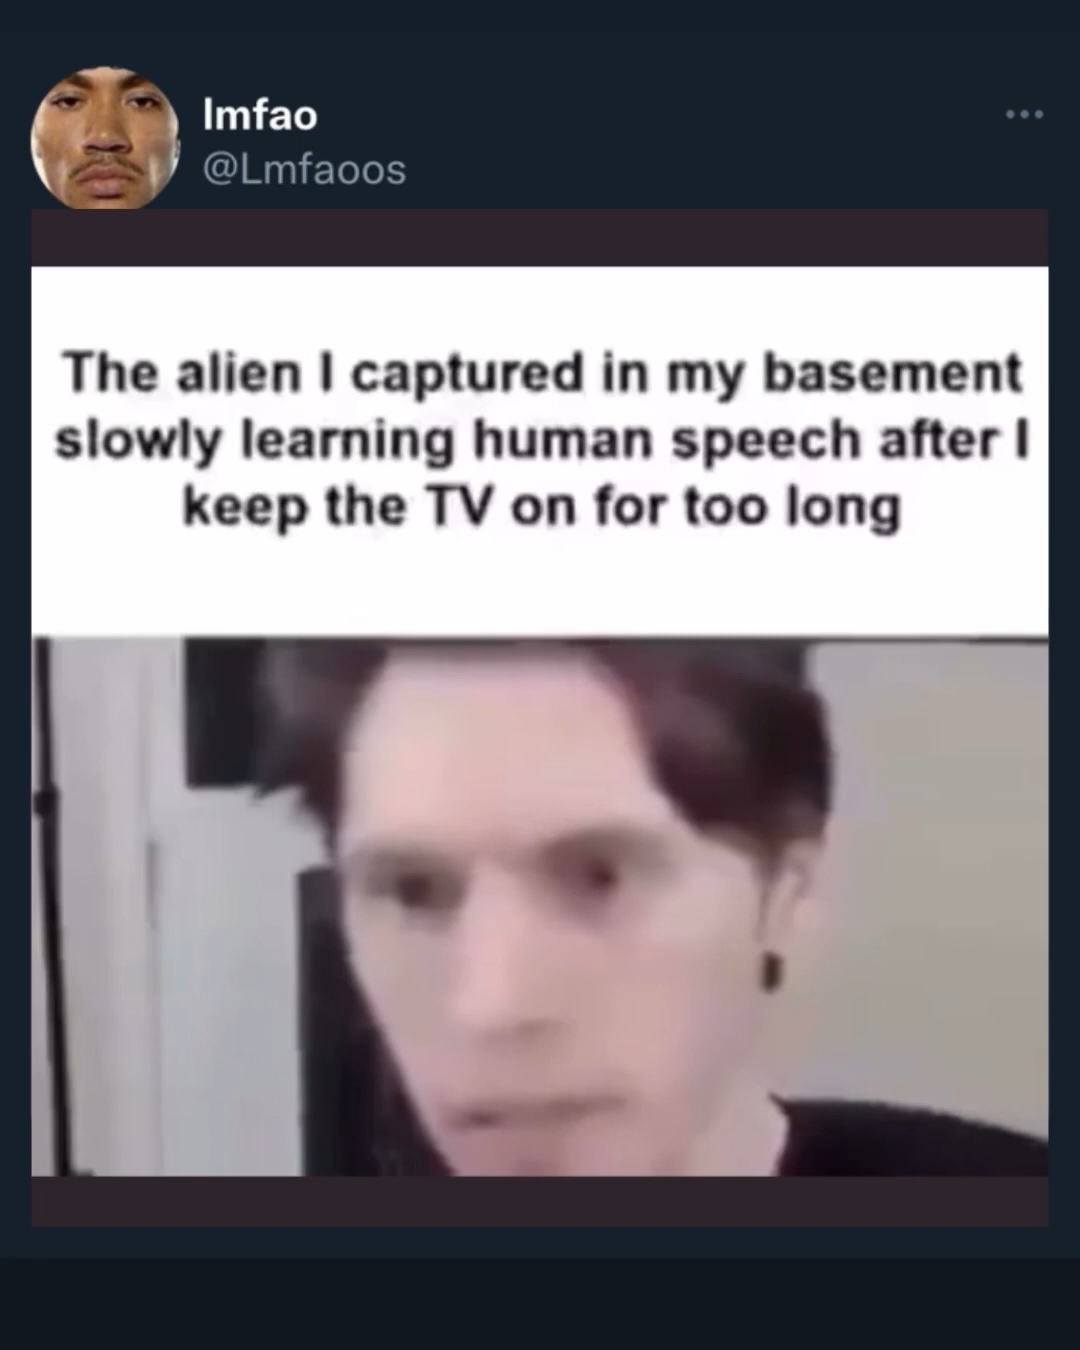 lmfao
@Lmfaoos
The alien I captured in my basement
slowly learning human speech after I
keep the TV on for too long